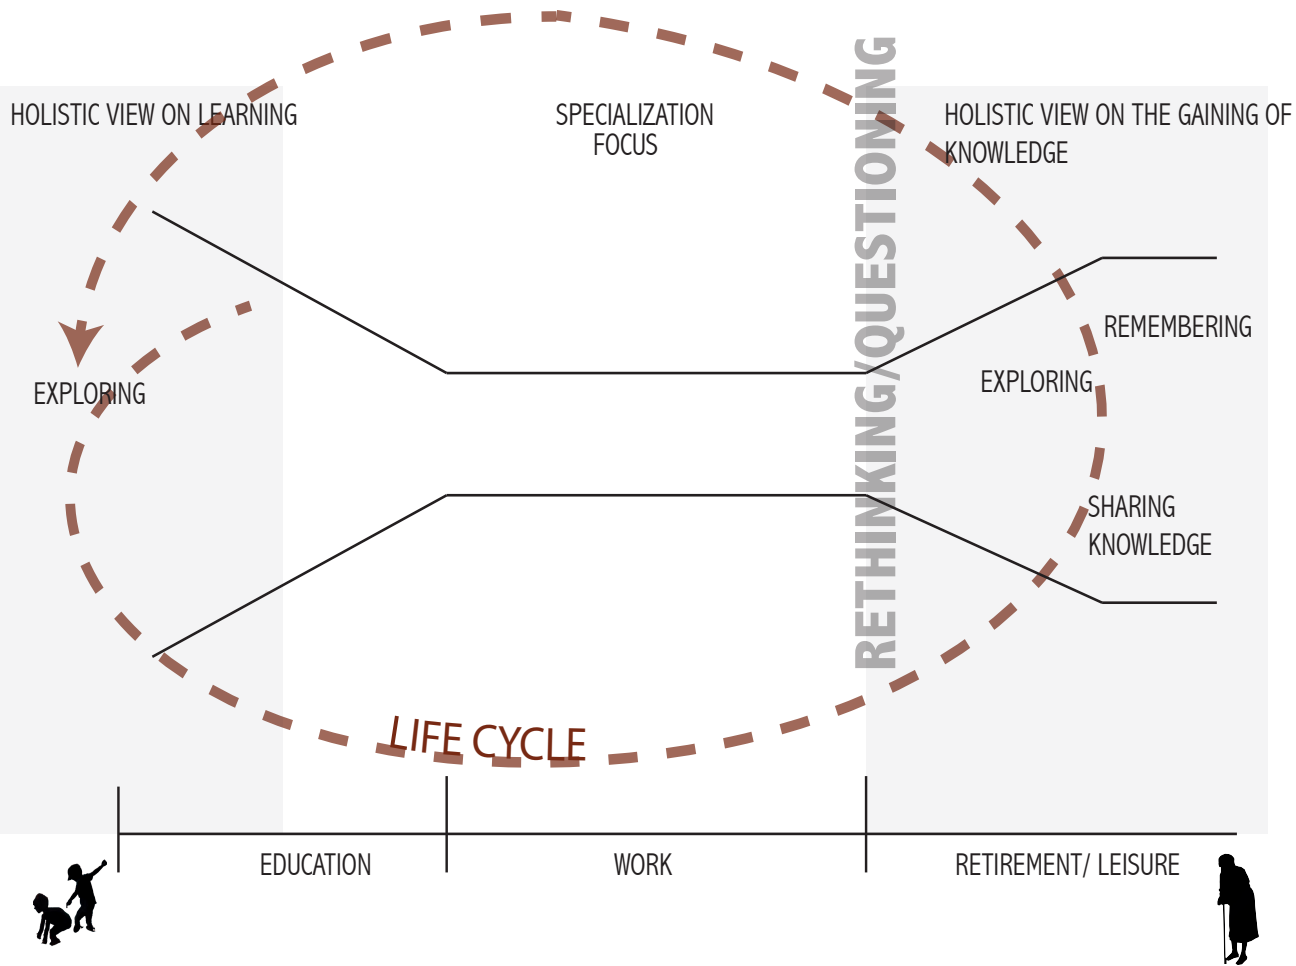 HOLISTIC VIEW ON LEARNING
SPECIALIZATION
FOCUS
HOLISTIC VIEW ON THE GAINING OF
KNOWLEDGE
RETHINKING/QUESTIONING
REMEMBERING
EXPLORING
EXPLORING
SHARING
KNOWLEDGE
LIFE CYCLE
EDUCATION
WORK
RETIREMENT/ LEISURE